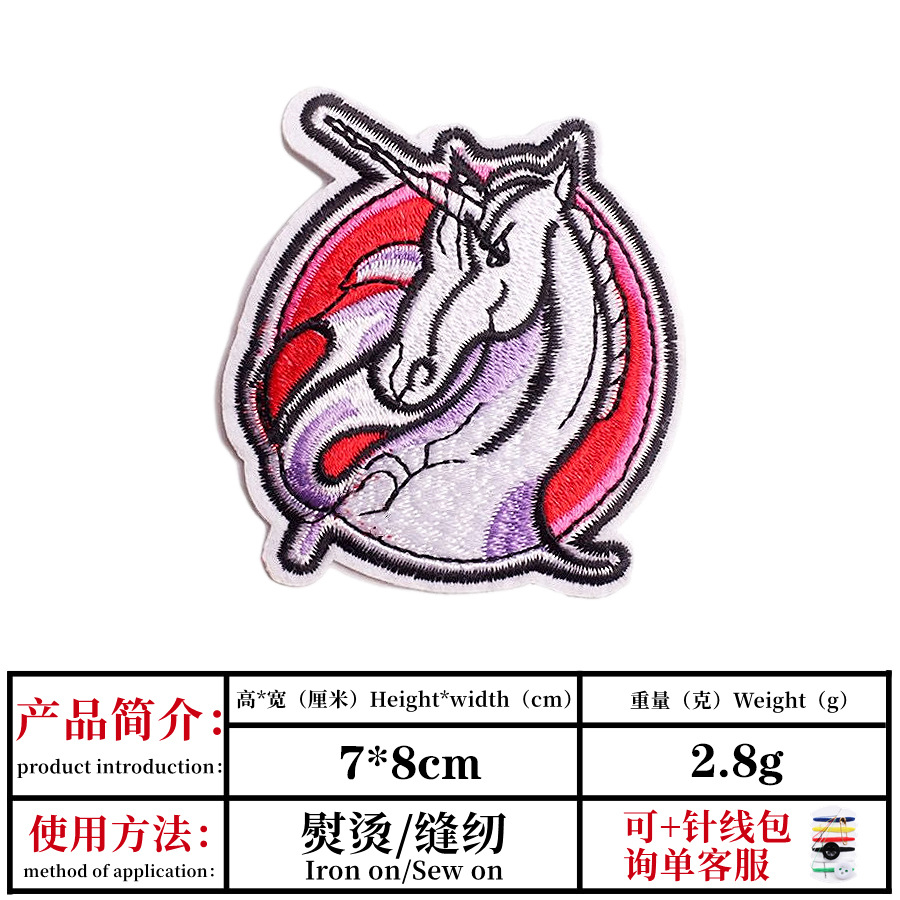 产品简介：
product introduction：
高*宽（厘米）Height*width（cm）
重量（克）Weight（g）
7*8cm
2.8g
使用方法：
method of application：
熨烫/缝纫
Iron on/Sew on
可+针线包
询单客服